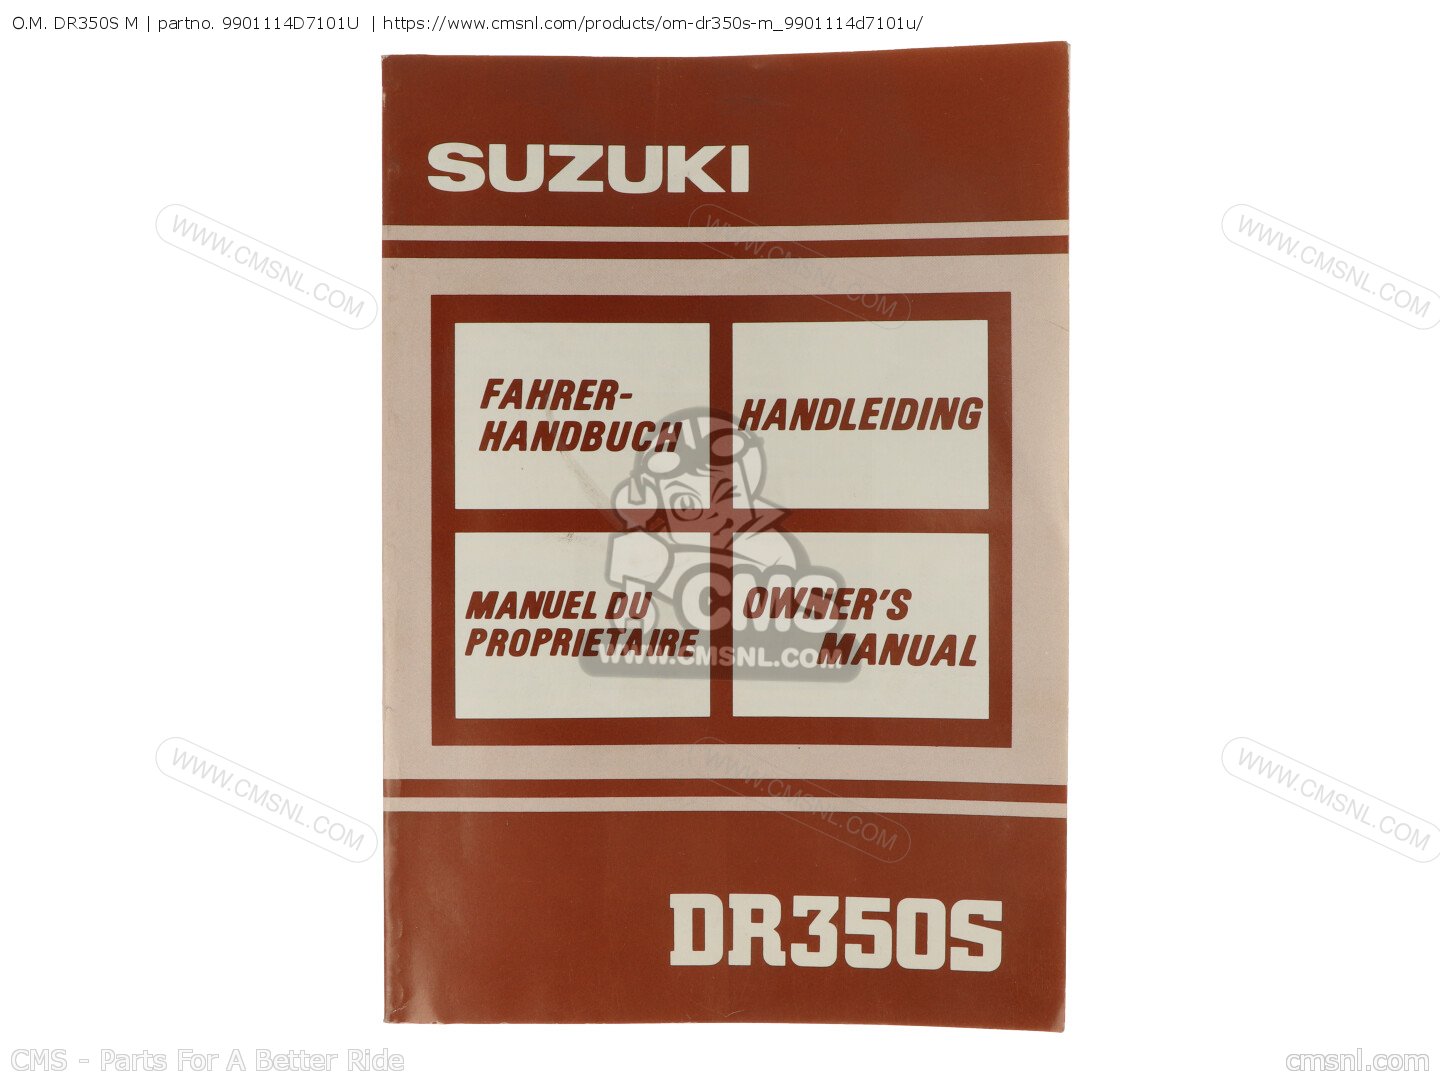 O.M. DR350S M | partno. 9901114D7101U | https://www.cmsnl.com/products/om-dr350s-m_9901114d7101u/
SUZUKI
WWW.CMSNL.COM
WWW.CMSNL.COM
WWW.CMSNL.COM
FAHRER-
HANDBUCH
HANDLEIDING
MANUEL DU
PROPRIETAIRE
OWNER'S
MANUAL
CMS
WWW.CMSNL.COM
WWW.CMSNL.COM
WWW.CMSNL.COM
WWW.CMSNL.COM
DR350S
CMS - Parts For A Better Ride
cmsnl.com